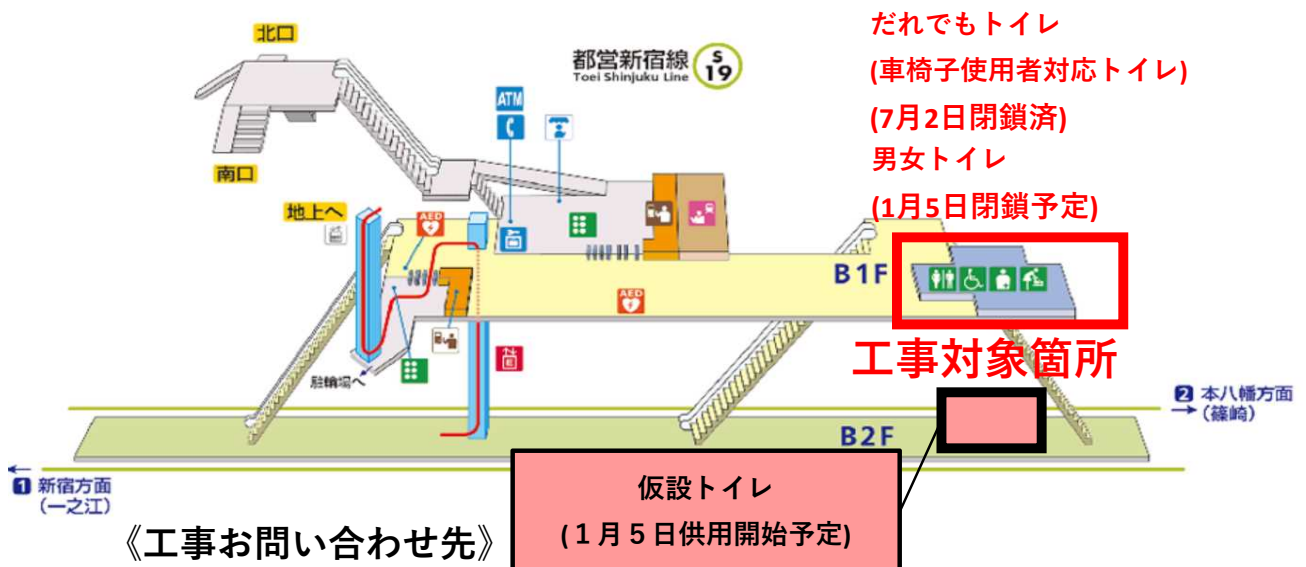 北口
都営新宿線 S 19
Toei Shinjuku Line
だれでもトイレ
(車椅子使用者対応トイレ)
(7月2日閉鎖済)
男女トイレ
(1月5日閉鎖予定)
ATM
南口
地上へ
AED
B1F
AED
工事対象箇所
駐輪場へ
2 本八幡方面
→(篠崎)
B2F
←
1 新宿方面
(一之江)
仮設トイレ
(１月５日供用開始予定)
《工事お問い合わせ先》